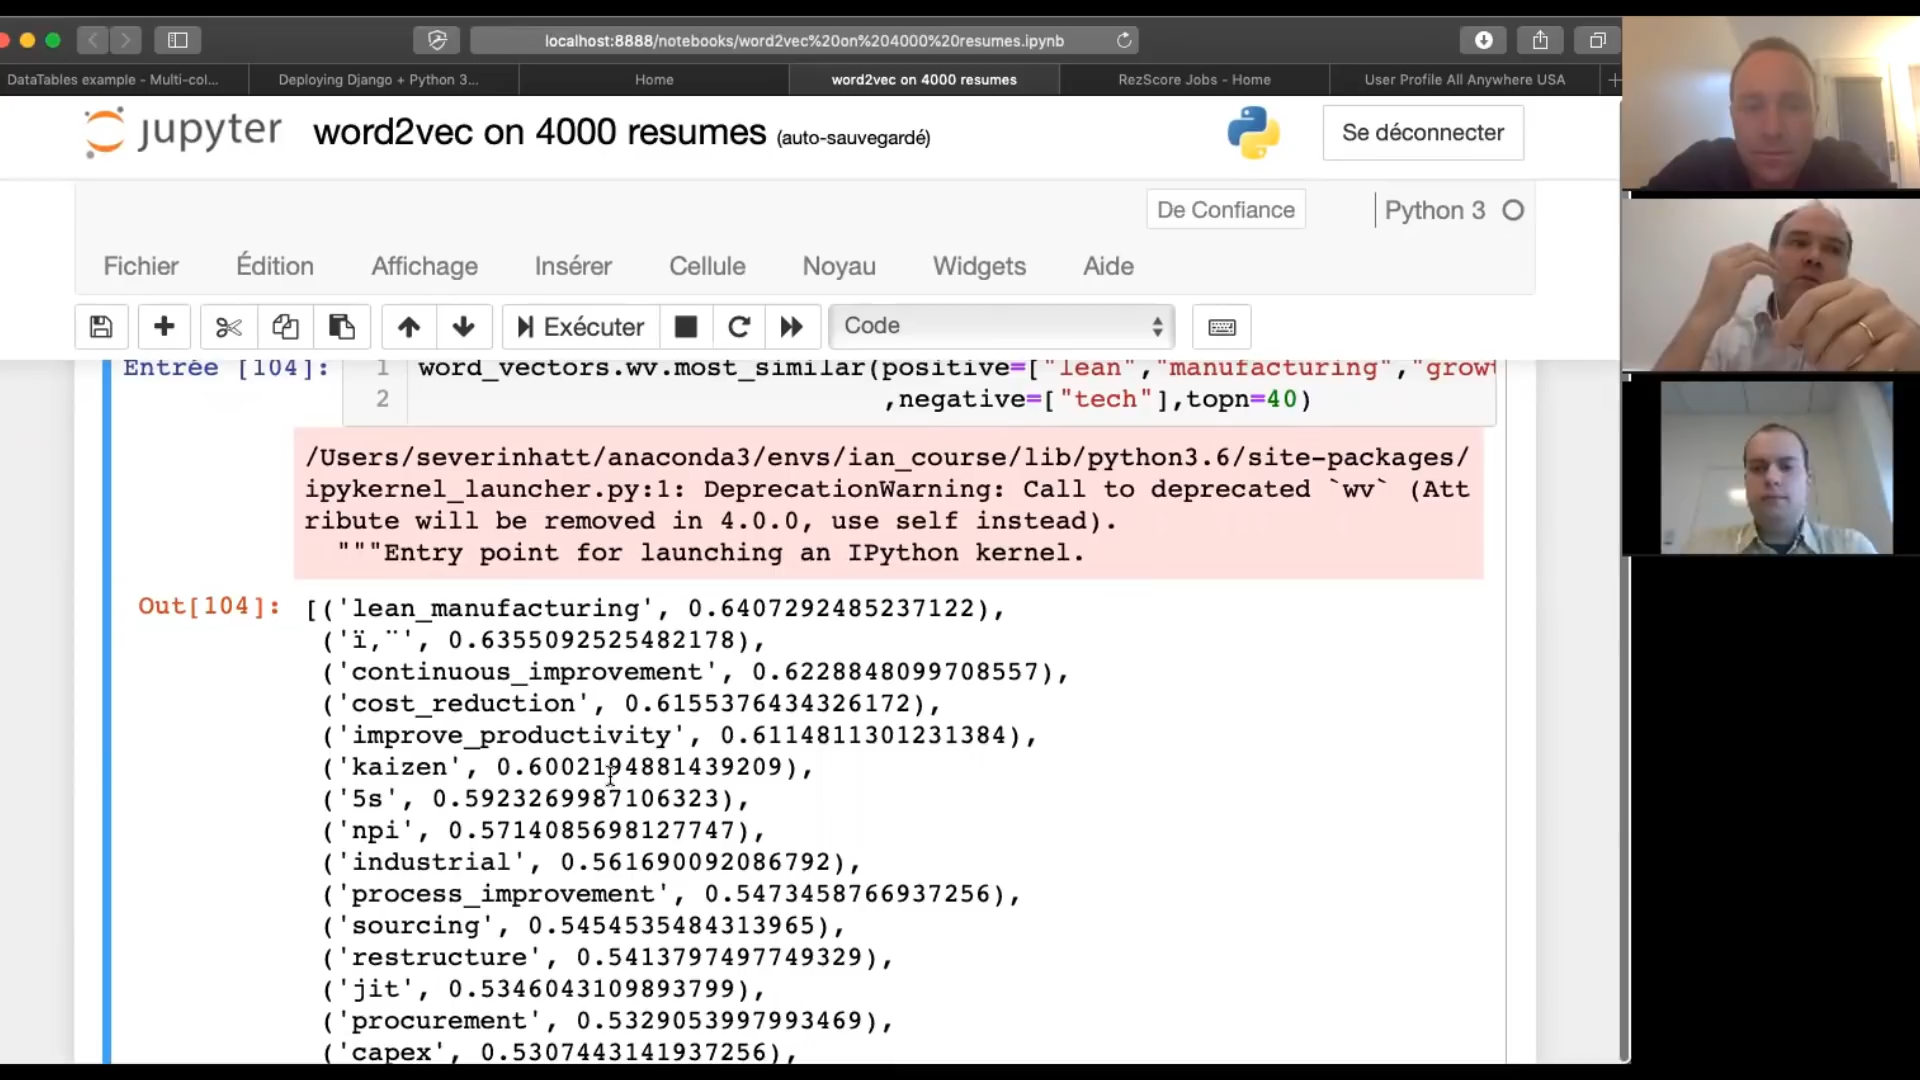 localhost:8888/notebooks/word2vec%20on%204000%20resumes.ipynb
DataTables example - Multi-col...
Deploying Django + Python 3...
Home
word2vec on 4000 resumes
RezScore Jobs - Home
User Profile All Anywhere USA
jupyter word2vec on 4000 resumes (auto-sauvegardé)
Se déconnecter
De Confiance
Python 3
Fichier Édition Affichage Insérer Cellule Noyau Widgets Aide
Exécuter
Code
Entrée [104]:
1 word_vectors.wv.most_similar(positive=["lean","manufacturing","growt
2 ,negative=["tech"],topn=40)
/Users/severinhatt/anaconda3/envs/ian_course/lib/python3.6/site-packages/
ipykernel_launcher.py:1: DeprecationWarning: Call to deprecated `wv` (Att
ribute will be removed in 4.0.0, use self instead).
"""Entry point for launching an IPython kernel.
Out[104]:
[('lean_manufacturing', 0.6407292485237122),
('ï‚¨', 0.6355092525482178),
('continuous_improvement', 0.6228848099708557),
('cost_reduction', 0.6155376434326172),
('improve_productivity', 0.6114811301231384),
('kaizen', 0.6002194881439209),
('5s', 0.5923269987106323),
('npi', 0.5714085698127747),
('industrial', 0.561690092086792),
('process_improvement', 0.5473458766937256),
('sourcing', 0.5454535484313965),
('restructure', 0.5413797497749329),
('jit', 0.5346043109893799),
('procurement', 0.5329053997993469),
('capex', 0.5307443141937256),